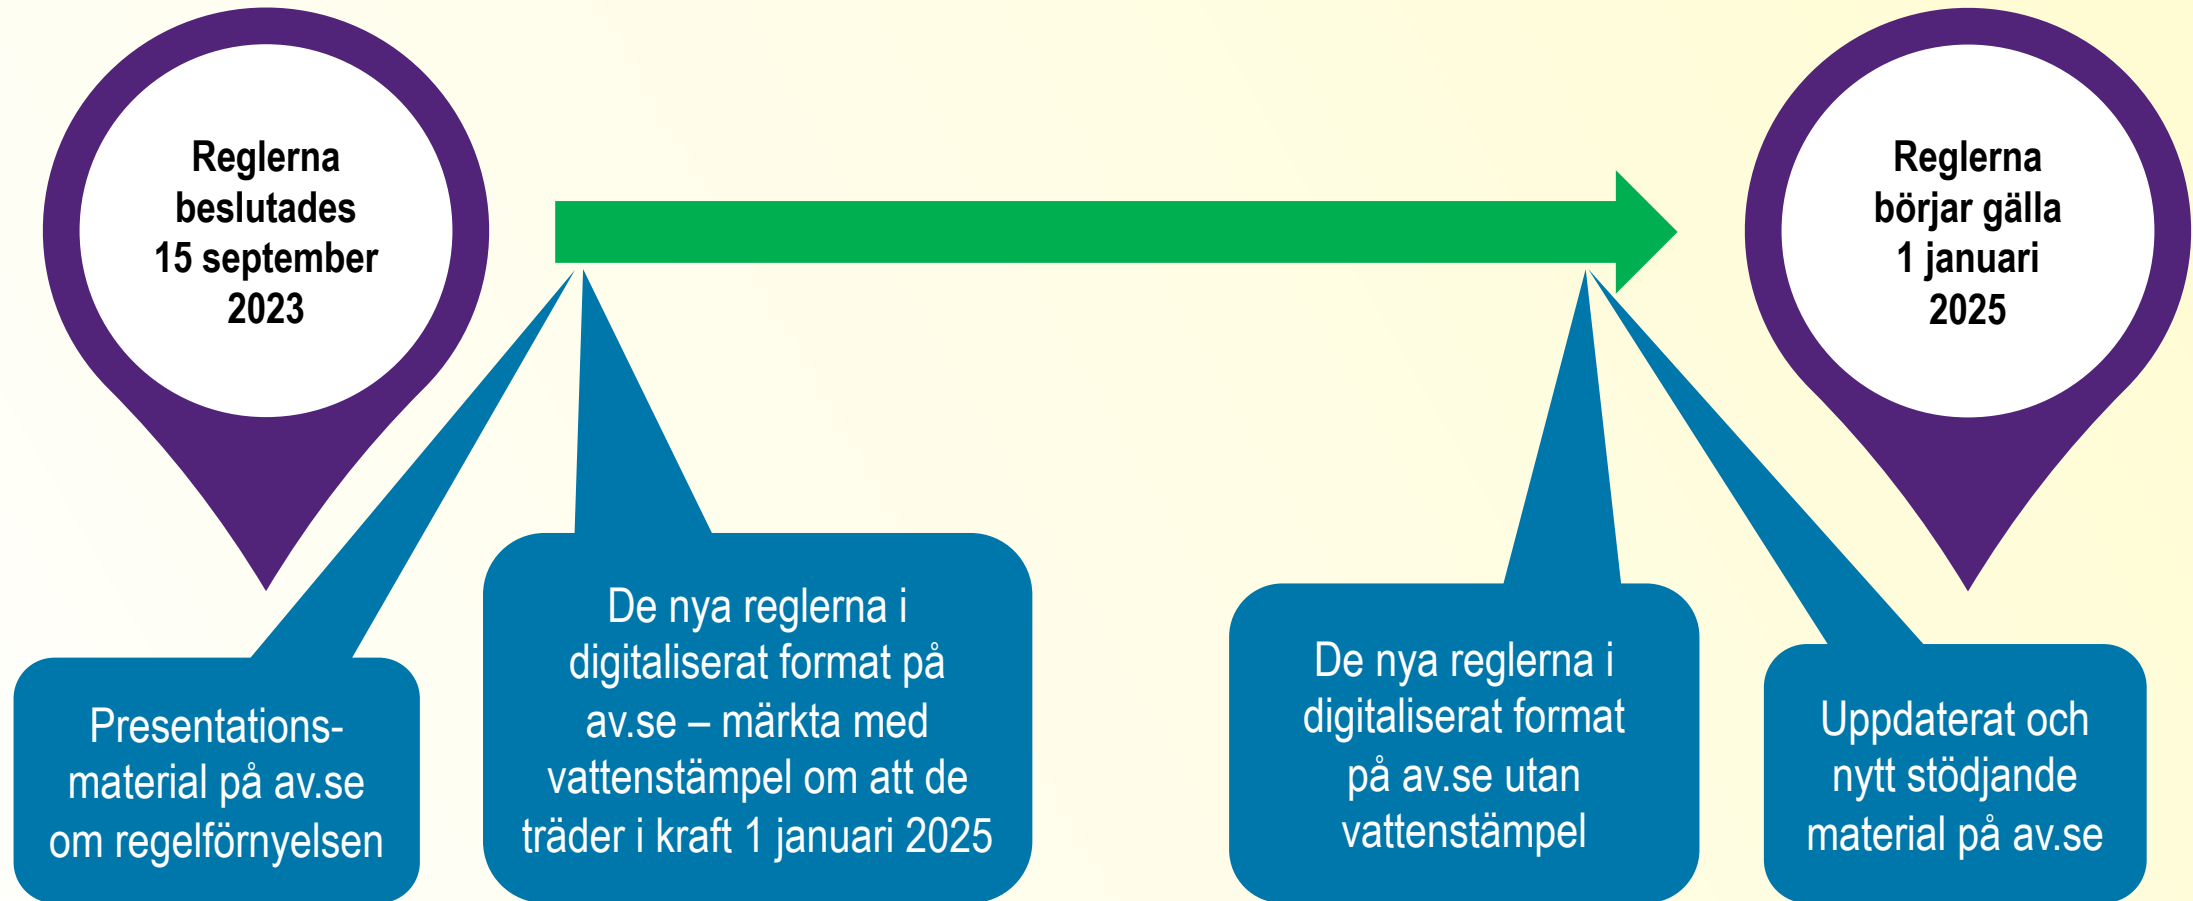 Reglerna
beslutades
15 september
2023
Reglerna
börjar gälla
1 januari
2025
Presentations-
material på av.se
om regelförnyelsen
De nya reglerna i
digitaliserat format på
av.se – märkta med
vattenstämpel om att de
träder i kraft 1 januari 2025
De nya reglerna i
digitaliserat format
på av.se utan
vattenstämpel
Uppdaterat och
nytt stödjande
material på av.se